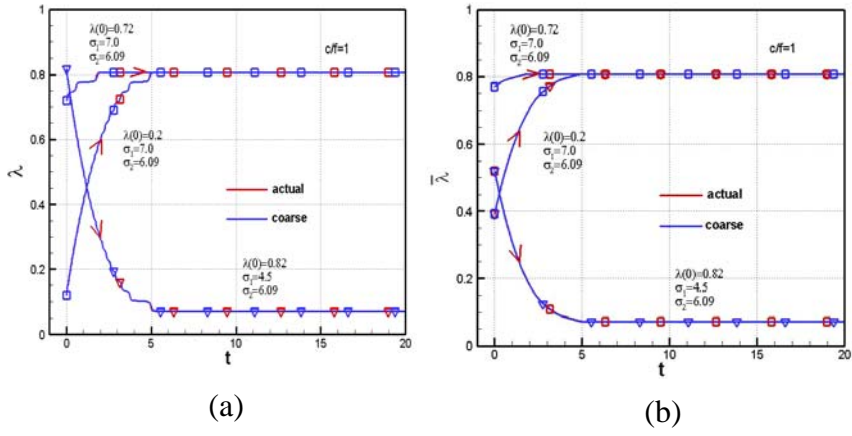 1
0.8
0.6
0.4
0.2
0
λ
0
5
10
15
20
t
λ(0)=0.72
σ₁=7.0
σ₂=6.09
c/f=1
λ(0)=0.2
σ₁=7.0
σ₂=6.09
actual
coarse
λ(0)=0.82
σ₁=4.5
σ₂=6.09
(a)
1
0.8
0.6
0.4
0.2
0
λ̄
0
5
10
15
20
t
λ(0)=0.72
σ₁=7.0
σ₂=6.09
c/f=1
λ(0)=0.2
σ₁=7.0
σ₂=6.09
actual
coarse
λ(0)=0.82
σ₁=4.5
σ₂=6.09
(b)